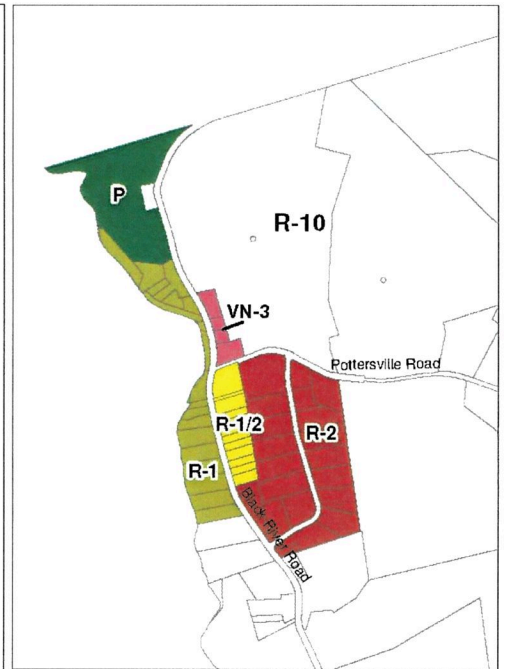 P
R-10
VN-3
Pottersville Road
R-1/2
R-2
R-1
Black River Road